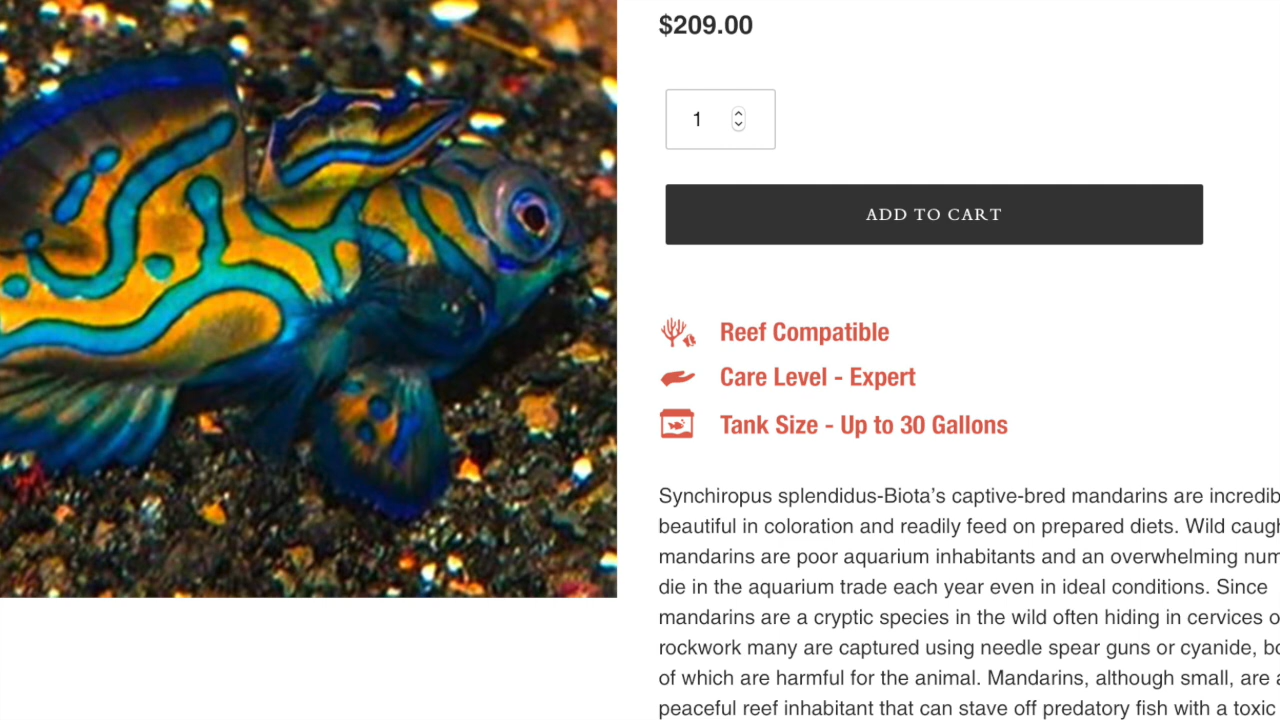 $209.00
1
ADD TO CART
Reef Compatible
Care Level - Expert
Tank Size - Up to 30 Gallons
Synchiropus splendidus-Biota’s captive-bred mandarins are
beautiful in coloration and readily feed on prepared diets. Wild
mandarins are poor aquarium inhabitants and an overwhelming
die in the aquarium trade each year even in ideal conditions. Since
mandarins are a cryptic species in the wild often hiding in cervices
rockwork many are captured using needle spear guns or cyanide,
of which are harmful for the animal. Mandarins, although small, are
peaceful reef inhabitant that can stave off predatory fish with a toxic